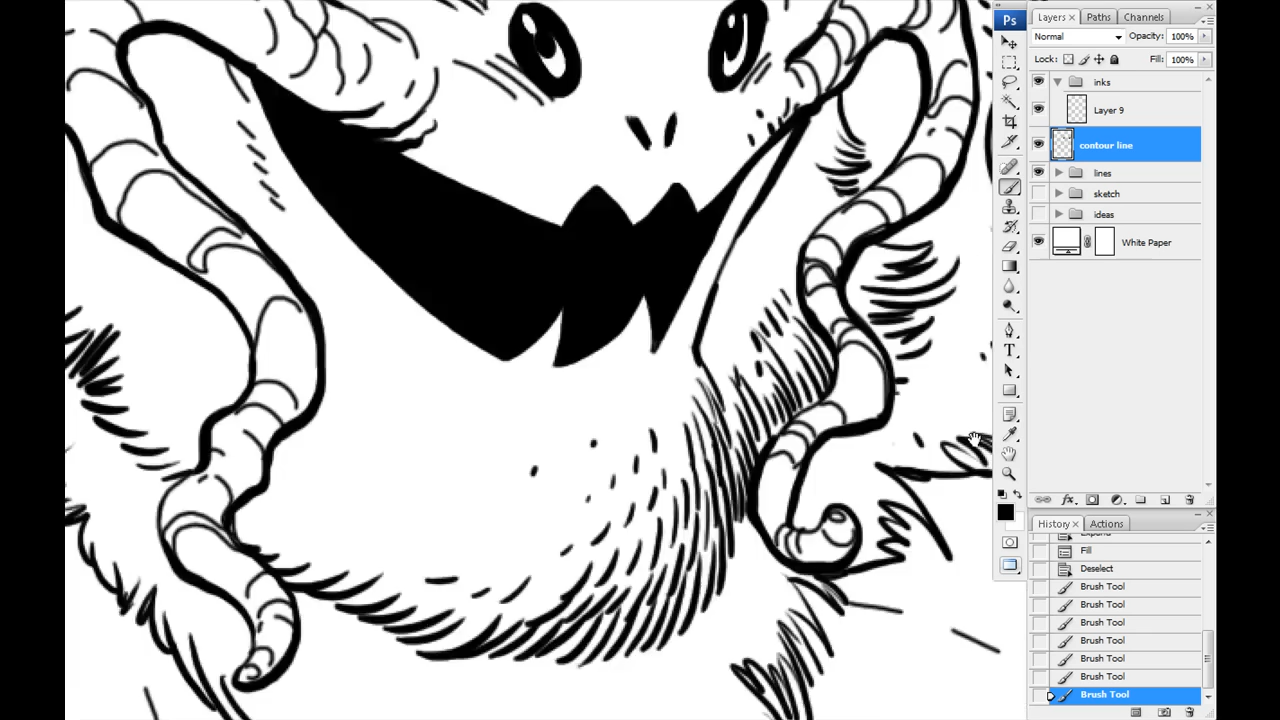 Ps
Layers × Paths Channels
Normal Opacity: 100%
Lock: Fill: 100%
inks
Layer 9
contour line
lines
sketch
ideas
White Paper
fx
T
History × Actions
Fill
Deselect
Brush Tool
Brush Tool
Brush Tool
Brush Tool
Brush Tool
Brush Tool
Brush Tool